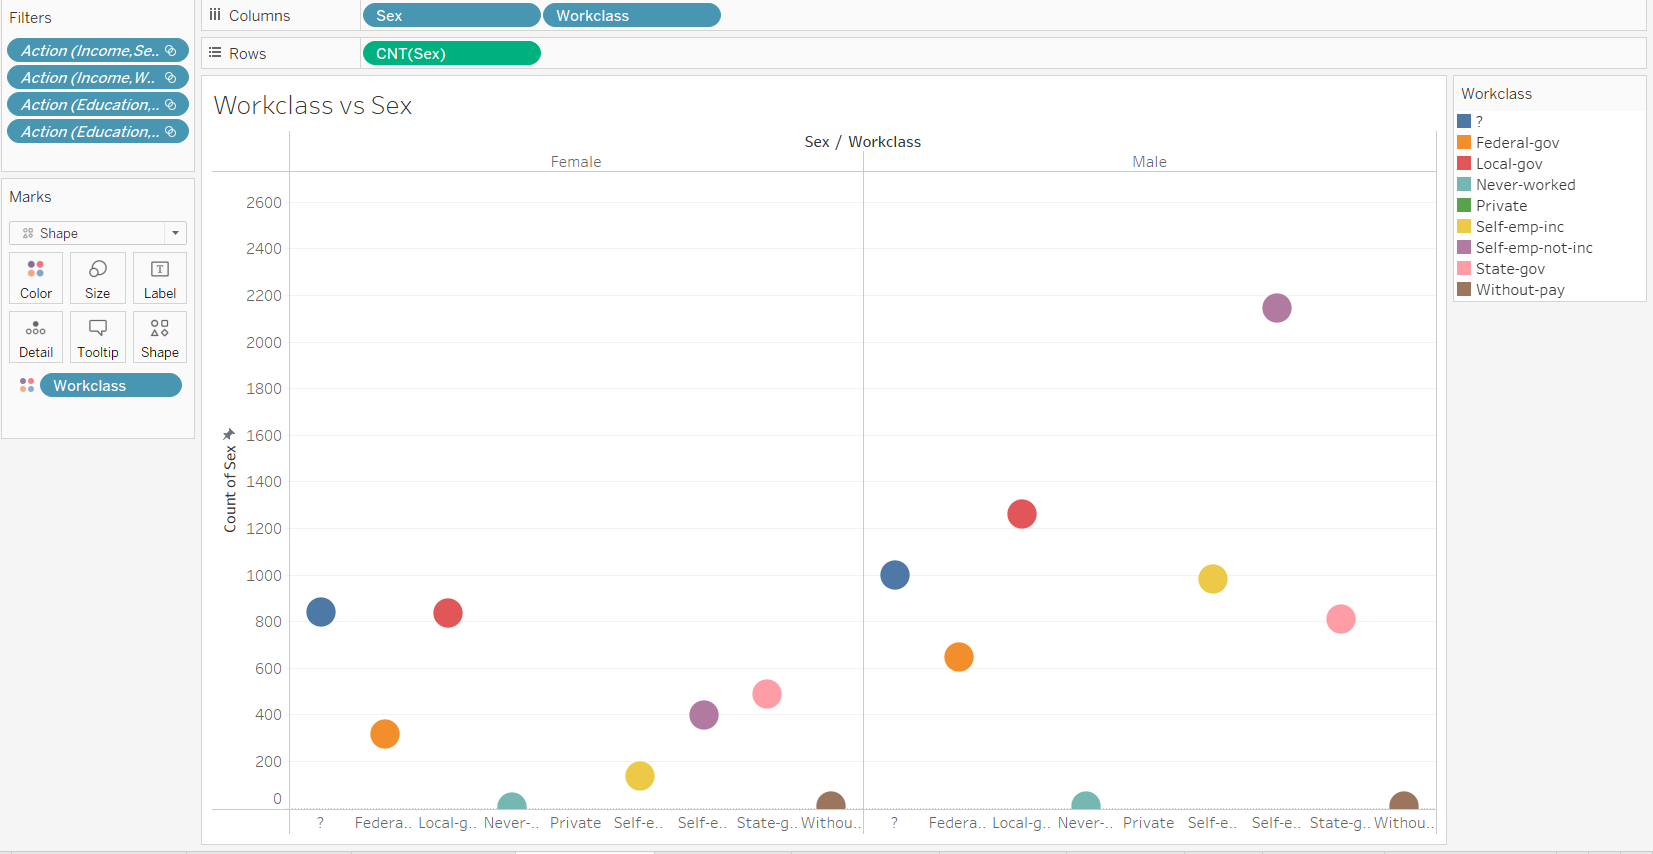 Filters
Action (Income,Se..
Action (Income,W..
Action (Education,..
Action (Education,..
Marks
Shape
Color
Size
Label
Detail
Tooltip
Shape
Workclass
Columns
Sex
Workclass
Rows
CNT(Sex)
Workclass vs Sex
Sex / Workclass
Female
Male
2600
2400
2200
2000
1800
1600
1400
1200
1000
800
600
400
200
0
Count of Sex
? Federa.. Local-g.. Never-.. Private Self-e.. Self-e.. State-g.. Withou.. ? Federa.. Local-g.. Never-.. Private Self-e.. Self-e.. State-g.. Withou..
Workclass
?
Federal-gov
Local-gov
Never-worked
Private
Self-emp-inc
Self-emp-not-inc
State-gov
Without-pay